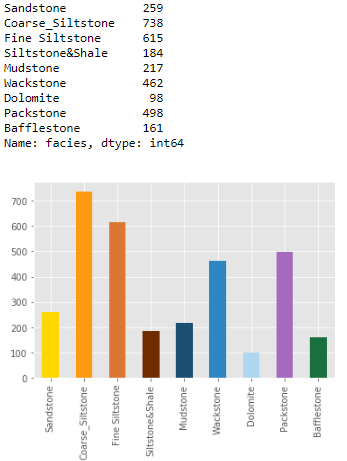 Sandstone 259
Coarse_Siltstone 738
Fine Siltstone 615
Siltstone&Shale 184
Mudstone 217
Wackstone 462
Dolomite 98
Packstone 498
Bafflestone 161
Name: facies, dtype: int64
700
600
500
400
300
200
100
0
Sandstone
Coarse_Siltstone
Fine Siltstone
Siltstone&Shale
Mudstone
Wackstone
Dolomite
Packstone
Bafflestone